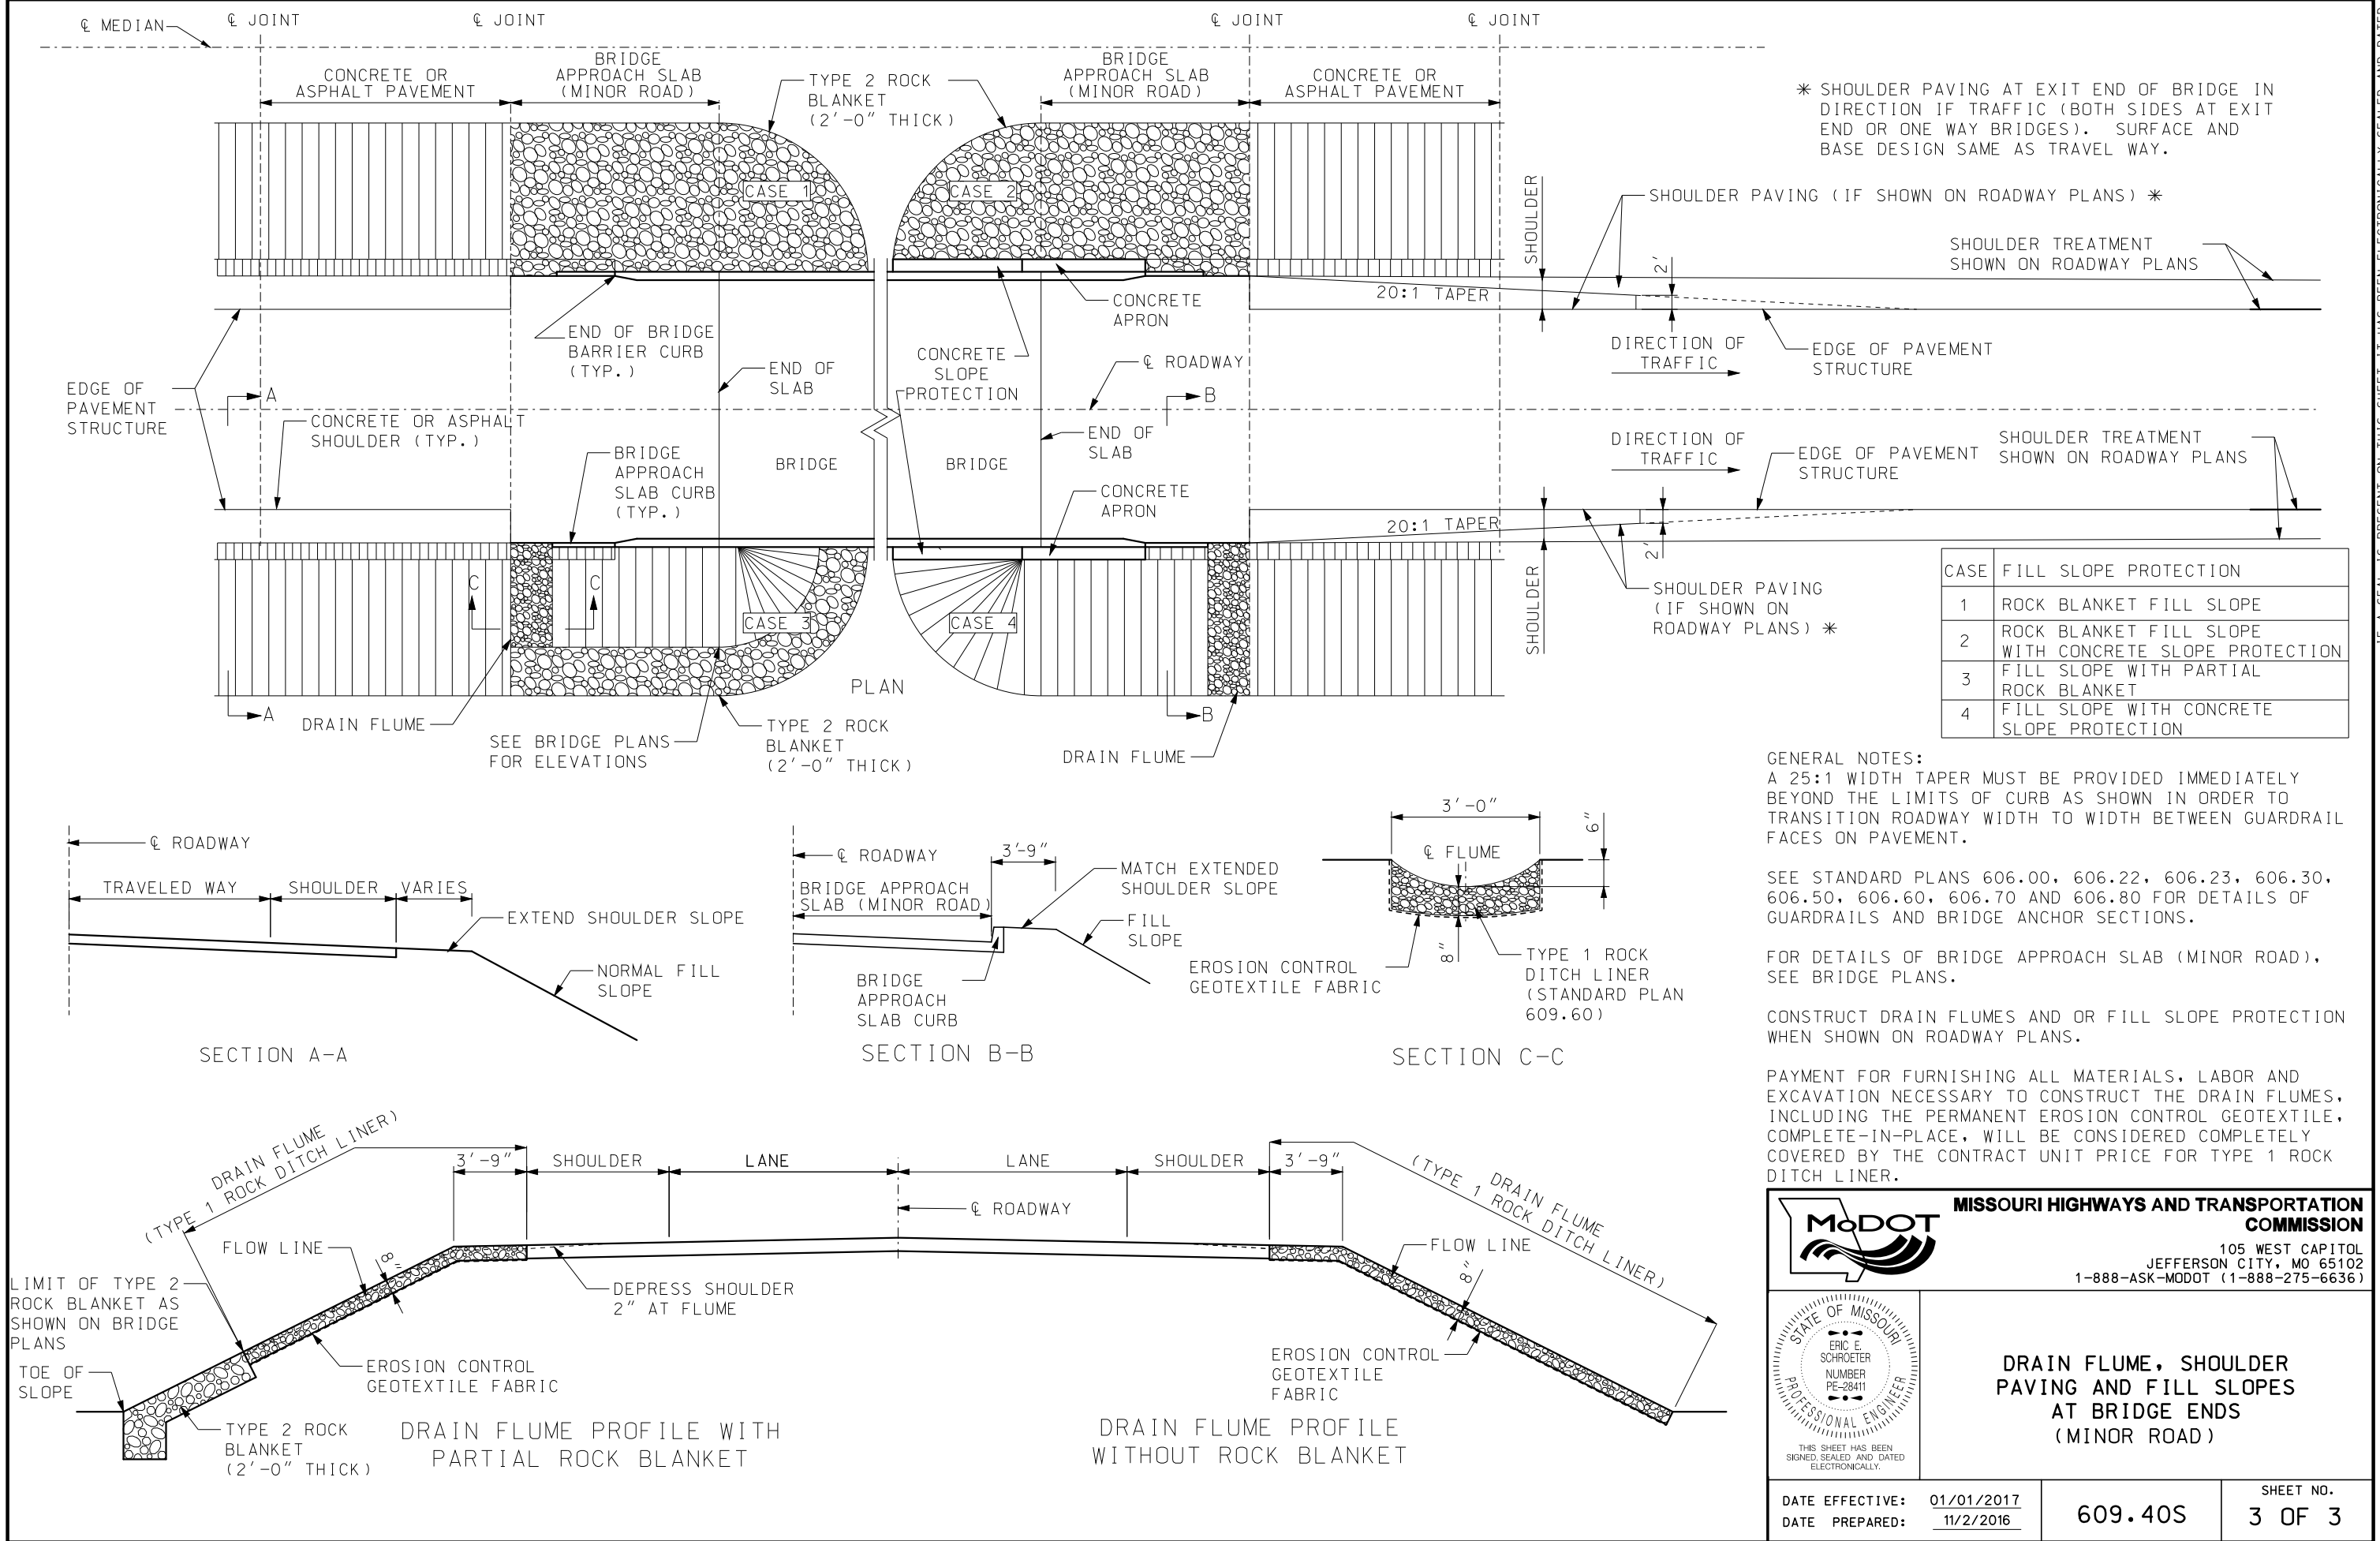 ℄ MEDIAN
℄ JOINT
℄ JOINT
℄ JOINT
℄ JOINT
CONCRETE OR
ASPHALT PAVEMENT
BRIDGE
APPROACH SLAB
(MINOR ROAD)
TYPE 2 ROCK
BLANKET
(2'-0" THICK)
BRIDGE
APPROACH SLAB
(MINOR ROAD)
CONCRETE OR
ASPHALT PAVEMENT
* SHOULDER PAVING AT EXIT END OF BRIDGE IN
DIRECTION IF TRAFFIC (BOTH SIDES AT EXIT
END OR ONE WAY BRIDGES). SURFACE AND
BASE DESIGN SAME AS TRAVEL WAY.
CASE 1
CASE 2
SHOULDER
SHOULDER PAVING (IF SHOWN ON ROADWAY PLANS) *
SHOULDER TREATMENT
SHOWN ON ROADWAY PLANS
2'
20:1 TAPER
CONCRETE
APRON
END OF BRIDGE
BARRIER CURB
(TYP.)
END OF
SLAB
CONCRETE
SLOPE
PROTECTION
℄ ROADWAY
DIRECTION OF
TRAFFIC
EDGE OF PAVEMENT
STRUCTURE
EDGE OF
PAVEMENT
STRUCTURE
A
B
CONCRETE OR ASPHALT
SHOULDER (TYP.)
BRIDGE
APPROACH
SLAB CURB
(TYP.)
BRIDGE
BRIDGE
END OF
SLAB
CONCRETE
APRON
DIRECTION OF
TRAFFIC
EDGE OF PAVEMENT
STRUCTURE
SHOULDER TREATMENT
SHOWN ON ROADWAY PLANS
20:1 TAPER
2'
SHOULDER
SHOULDER PAVING
(IF SHOWN ON
ROADWAY PLANS) *
C
C
CASE 3
CASE 4
PLAN
A
B
DRAIN FLUME
SEE BRIDGE PLANS
FOR ELEVATIONS
TYPE 2 ROCK
BLANKET
(2'-0" THICK)
DRAIN FLUME
CASE FILL SLOPE PROTECTION
1 ROCK BLANKET FILL SLOPE
2 ROCK BLANKET FILL SLOPE
WITH CONCRETE SLOPE PROTECTION
3 FILL SLOPE WITH PARTIAL
ROCK BLANKET
4 FILL SLOPE WITH CONCRETE
SLOPE PROTECTION
GENERAL NOTES:
A 25:1 WIDTH TAPER MUST BE PROVIDED IMMEDIATELY
BEYOND THE LIMITS OF CURB AS SHOWN IN ORDER TO
TRANSITION ROADWAY WIDTH TO WIDTH BETWEEN GUARDRAIL
FACES ON PAVEMENT.
SEE STANDARD PLANS 606.00, 606.22, 606.23, 606.30,
606.50, 606.60, 606.70 AND 606.80 FOR DETAILS OF
GUARDRAILS AND BRIDGE ANCHOR SECTIONS.
FOR DETAILS OF BRIDGE APPROACH SLAB (MINOR ROAD),
SEE BRIDGE PLANS.
CONSTRUCT DRAIN FLUMES AND OR FILL SLOPE PROTECTION
WHEN SHOWN ON ROADWAY PLANS.
PAYMENT FOR FURNISHING ALL MATERIALS, LABOR AND
EXCAVATION NECESSARY TO CONSTRUCT THE DRAIN FLUMES,
INCLUDING THE PERMANENT EROSION CONTROL GEOTEXTILE,
COMPLETE-IN-PLACE, WILL BE CONSIDERED COMPLETELY
COVERED BY THE CONTRACT UNIT PRICE FOR TYPE 1 ROCK
DITCH LINER.
℄ ROADWAY
TRAVELED WAY
SHOULDER
VARIES
EXTEND SHOULDER SLOPE
NORMAL FILL
SLOPE
SECTION A-A
℄ ROADWAY
3'-9"
BRIDGE APPROACH
SLAB (MINOR ROAD)
MATCH EXTENDED
SHOULDER SLOPE
FILL
SLOPE
BRIDGE
APPROACH
SLAB CURB
SECTION B-B
3'-0"
6"
℄ FLUME
8"
EROSION CONTROL
GEOTEXTILE FABRIC
TYPE 1 ROCK
DITCH LINER
(STANDARD PLAN
609.60)
SECTION C-C
DRAIN FLUME
(TYPE 1 ROCK DITCH LINER)
3'-9"
SHOULDER
LANE
LANE
SHOULDER
3'-9"
DRAIN FLUME
(TYPE 1 ROCK DITCH LINER)
℄ ROADWAY
FLOW LINE
8"
DEPRESS SHOULDER
2" AT FLUME
FLOW LINE
8"
LIMIT OF TYPE 2
ROCK BLANKET AS
SHOWN ON BRIDGE
PLANS
TOE OF
SLOPE
EROSION CONTROL
GEOTEXTILE FABRIC
TYPE 2 ROCK
BLANKET
(2'-0" THICK)
EROSION CONTROL
GEOTEXTILE
FABRIC
DRAIN FLUME PROFILE WITH
PARTIAL ROCK BLANKET
DRAIN FLUME PROFILE
WITHOUT ROCK BLANKET
MoDOT
MISSOURI HIGHWAYS AND TRANSPORTATION
COMMISSION
105 WEST CAPITOL
JEFFERSON CITY, MO 65102
1-888-ASK-MODOT (1-888-275-6636)
STATE OF MISSOURI
ERIC E.
SCHROETER
NUMBER
PE-28411
PROFESSIONAL ENGINEER
THIS SHEET HAS BEEN
SIGNED, SEALED AND DATED
ELECTRONICALLY.
DRAIN FLUME, SHOULDER
PAVING AND FILL SLOPES
AT BRIDGE ENDS
(MINOR ROAD)
DATE EFFECTIVE: 01/01/2017
DATE PREPARED: 11/2/2016
609.40S
SHEET NO.
3 OF 3